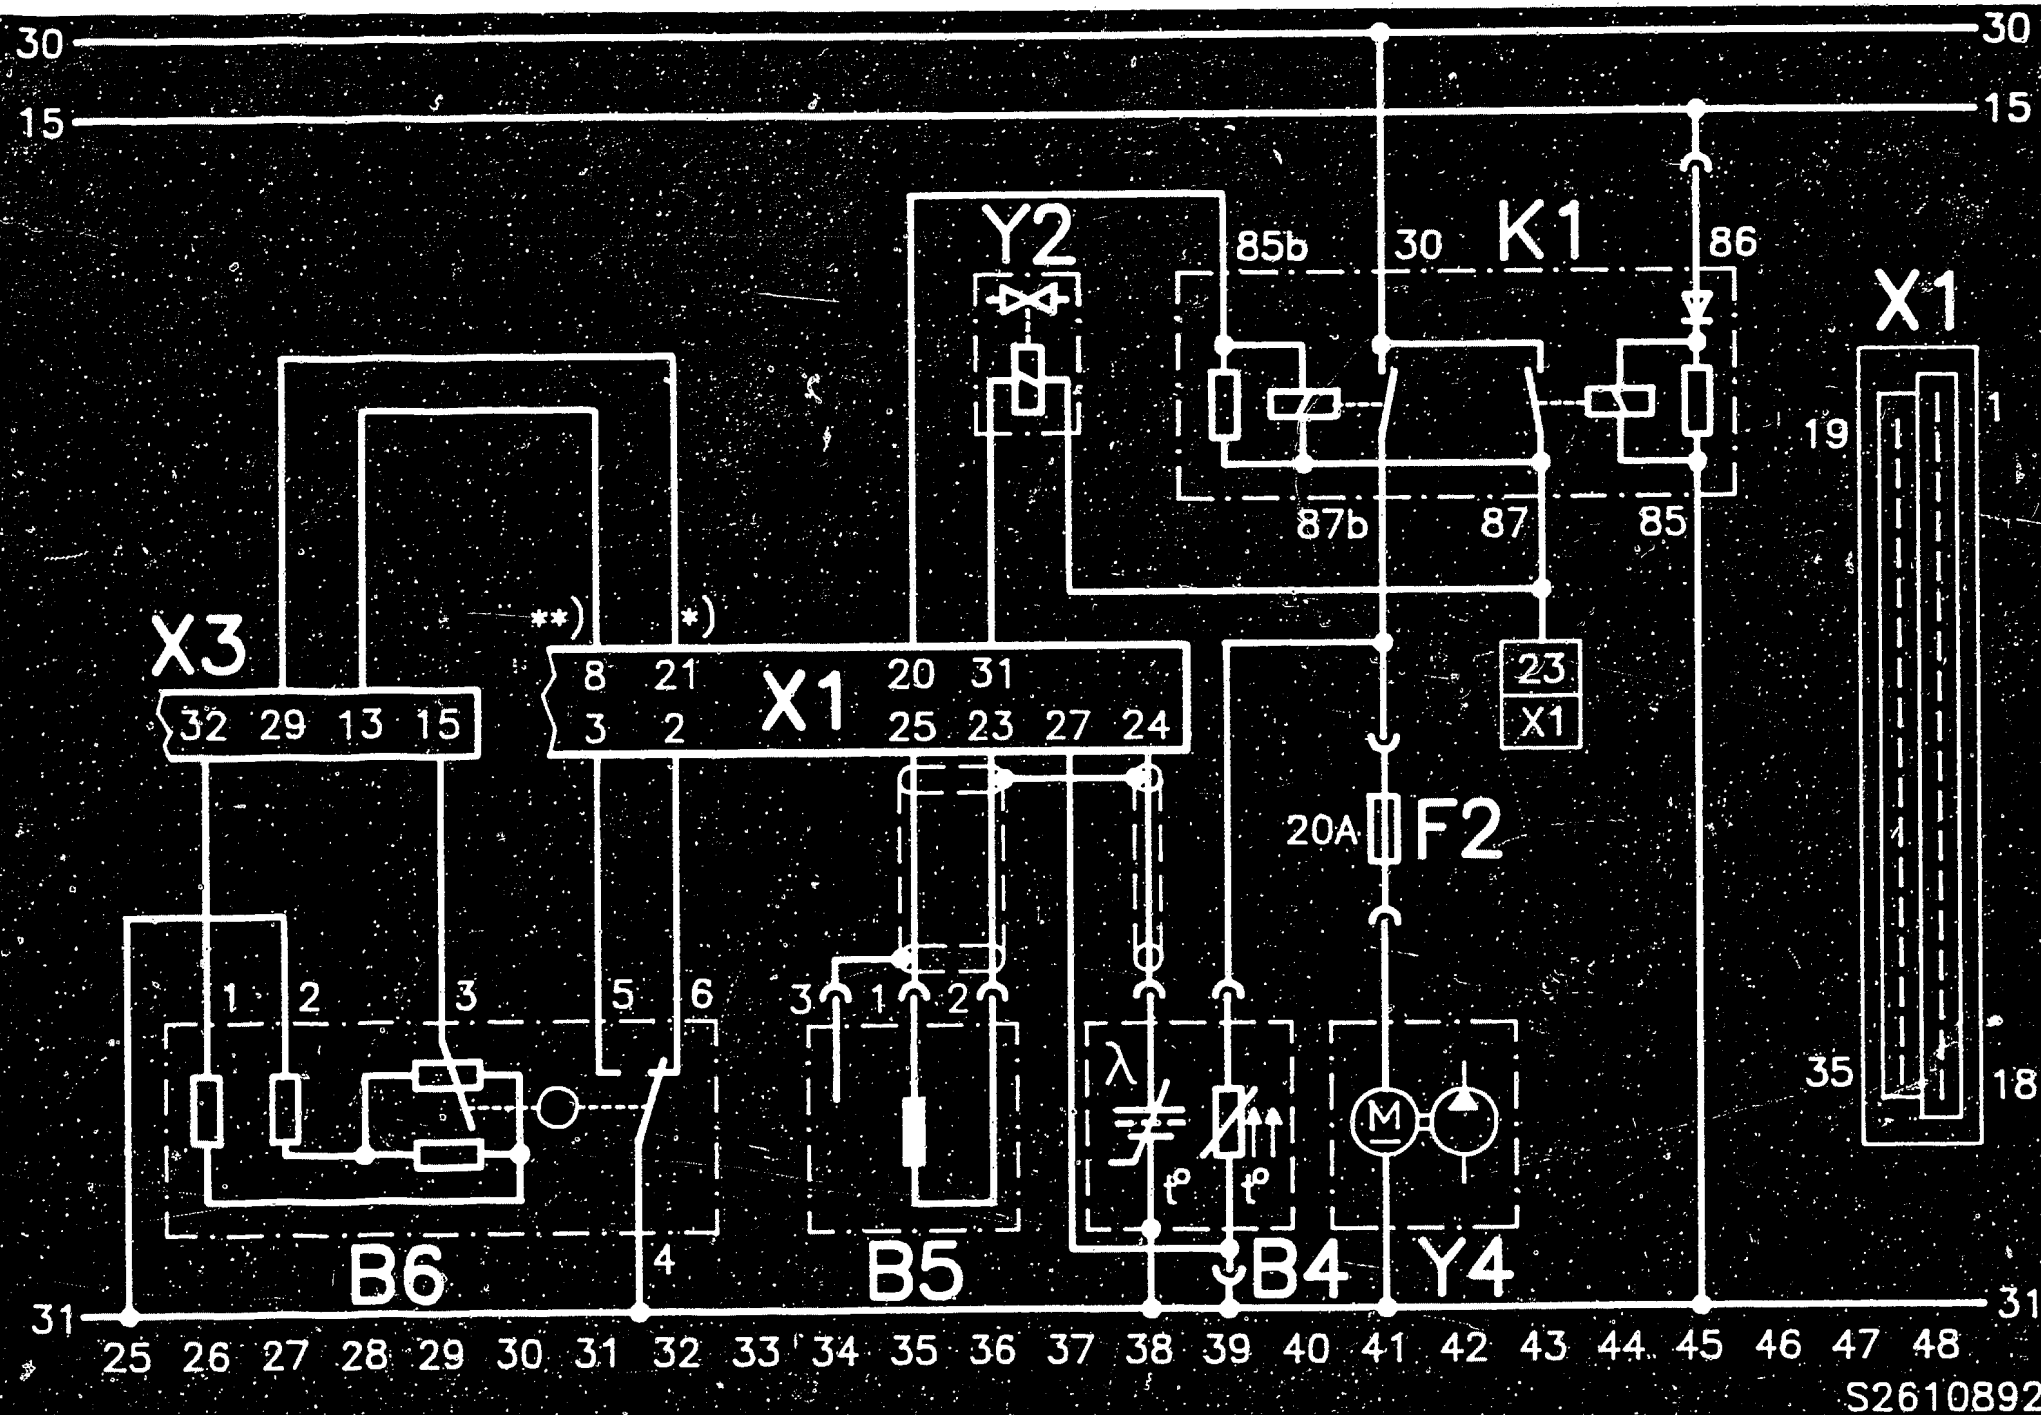 30 30
15 15
Y2 85b 30 K1 86
X1
1
19
87b 87 85
**) *)
X3
8 21 X1 20 31 23
32 29 13 15 3 2 25 23 27 24 X1
20A F2
1 2 3 5 6 3 1 2
λ
35 18
M
t° t°
B6 4 B5 B4 Y4
31 31
25 26 27 28 29 30 31 32 33 34 35 36 37 38 39 40 41 42 43 44 45 46 47 48
S2610892